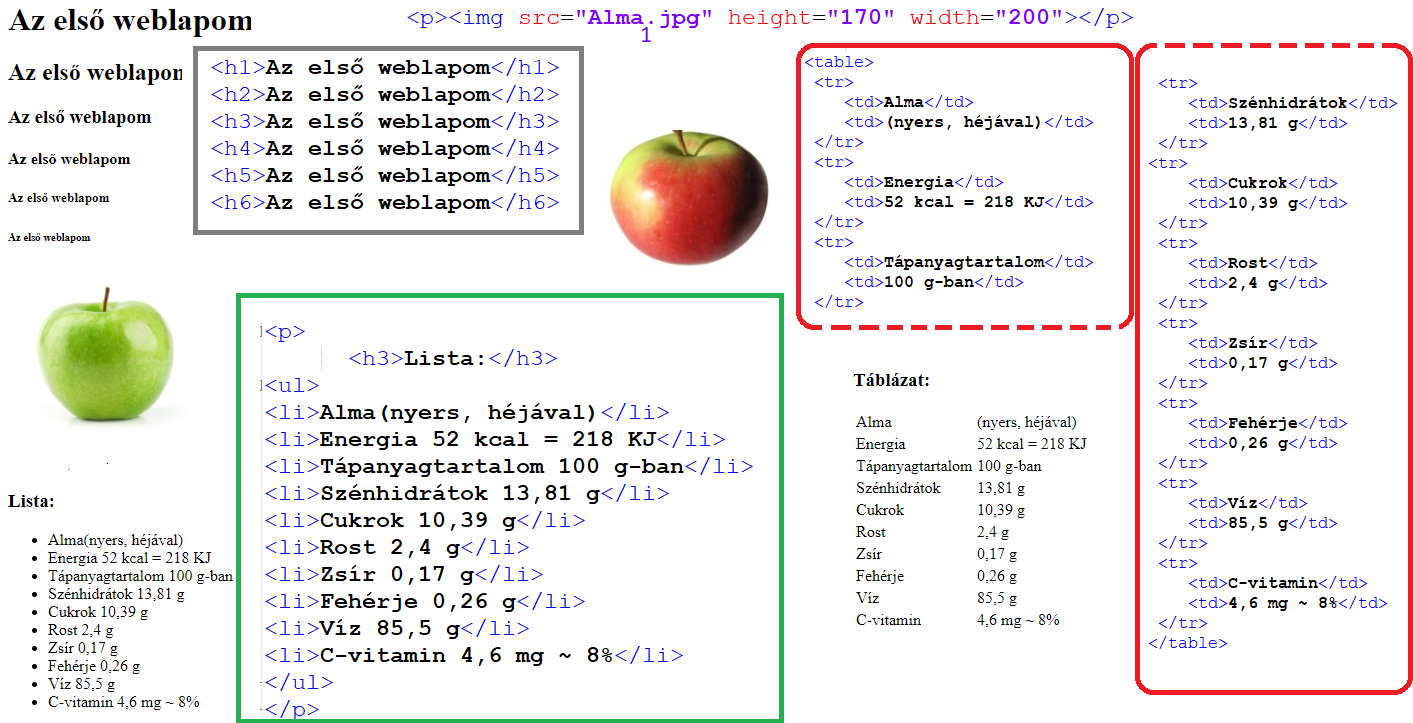 Az első weblapom
Az első weblapom
Az első weblapom
Az első weblapom
Az első weblapom
Az első weblapom
<p><img src="Alma.jpg" height="170" width="200"></p>
1
<h1>Az első weblapom</h1>
<h2>Az első weblapom</h2>
<h3>Az első weblapom</h3>
<h4>Az első weblapom</h4>
<h5>Az első weblapom</h5>
<h6>Az első weblapom</h6>
Lista:
Alma(nyers, héjával)
Energia 52 kcal = 218 KJ
Tápanyagtartalom 100 g-ban
Szénhidrátok 13,81 g
Cukrok 10,39 g
Rost 2,4 g
Zsír 0,17 g
Fehérje 0,26 g
Víz 85,5 g
C-vitamin 4,6 mg ~ 8%
<p>
<h3>Lista:</h3>
<ul>
<li>Alma(nyers, héjával)</li>
<li>Energia 52 kcal = 218 KJ</li>
<li>Tápanyagtartalom 100 g-ban</li>
<li>Szénhidrátok 13,81 g</li>
<li>Cukrok 10,39 g</li>
<li>Rost 2,4 g</li>
<li>Zsír 0,17 g</li>
<li>Fehérje 0,26 g</li>
<li>Víz 85,5 g</li>
<li>C-vitamin 4,6 mg ~ 8%</li>
</ul>
</p>
<table>
<tr>
<td>Alma</td>
<td>(nyers, héjával)</td>
</tr>
<tr>
<td>Energia</td>
<td>52 kcal = 218 KJ</td>
</tr>
<tr>
<td>Tápanyagtartalom</td>
<td>100 g-ban</td>
</tr>
Táblázat:
Alma (nyers, héjával)
Energia 52 kcal = 218 KJ
Tápanyagtartalom 100 g-ban
Szénhidrátok 13,81 g
Cukrok 10,39 g
Rost 2,4 g
Zsír 0,17 g
Fehérje 0,26 g
Víz 85,5 g
C-vitamin 4,6 mg ~ 8%
<tr>
<td>Szénhidrátok</td>
<td>13,81 g</td>
</tr>
<tr>
<td>Cukrok</td>
<td>10,39 g</td>
</tr>
<tr>
<td>Rost</td>
<td>2,4 g</td>
</tr>
<tr>
<td>Zsír</td>
<td>0,17 g</td>
</tr>
<tr>
<td>Fehérje</td>
<td>0,26 g</td>
</tr>
<tr>
<td>Víz</td>
<td>85,5 g</td>
</tr>
<tr>
<td>C-vitamin</td>
<td>4,6 mg ~ 8%</td>
</tr>
</table>